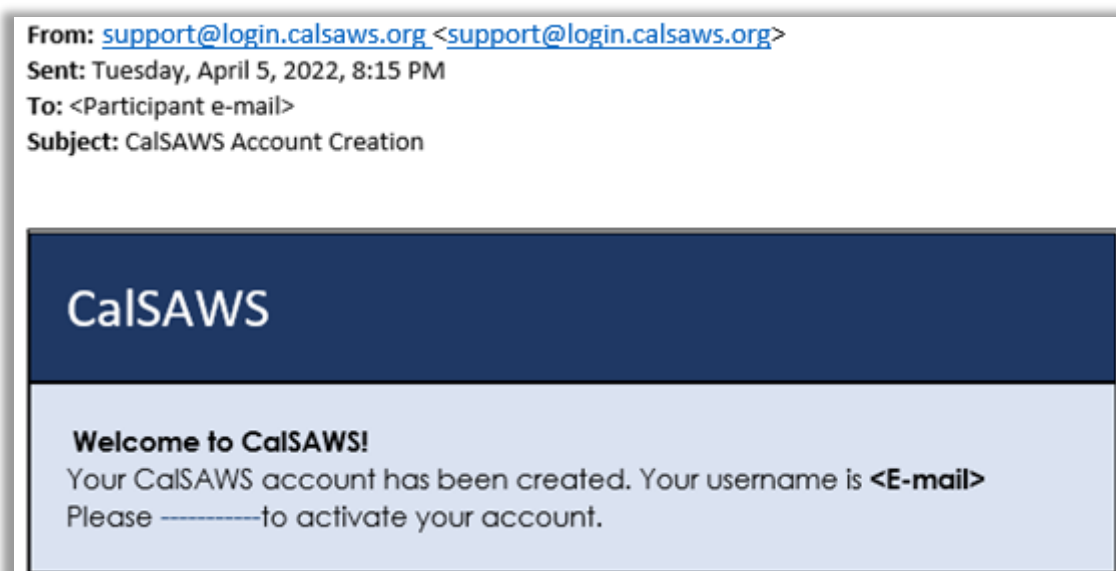 From: support@login.calsaws.org <support@login.calsaws.org>
Sent: Tuesday, April 5, 2022, 8:15 PM
To: <Participant e-mail>
Subject: CalSAWS Account Creation
CalSAWS
Welcome to CalSAWS!
Your CalSAWS account has been created. Your username is <E-mail>
Please -----------to activate your account.